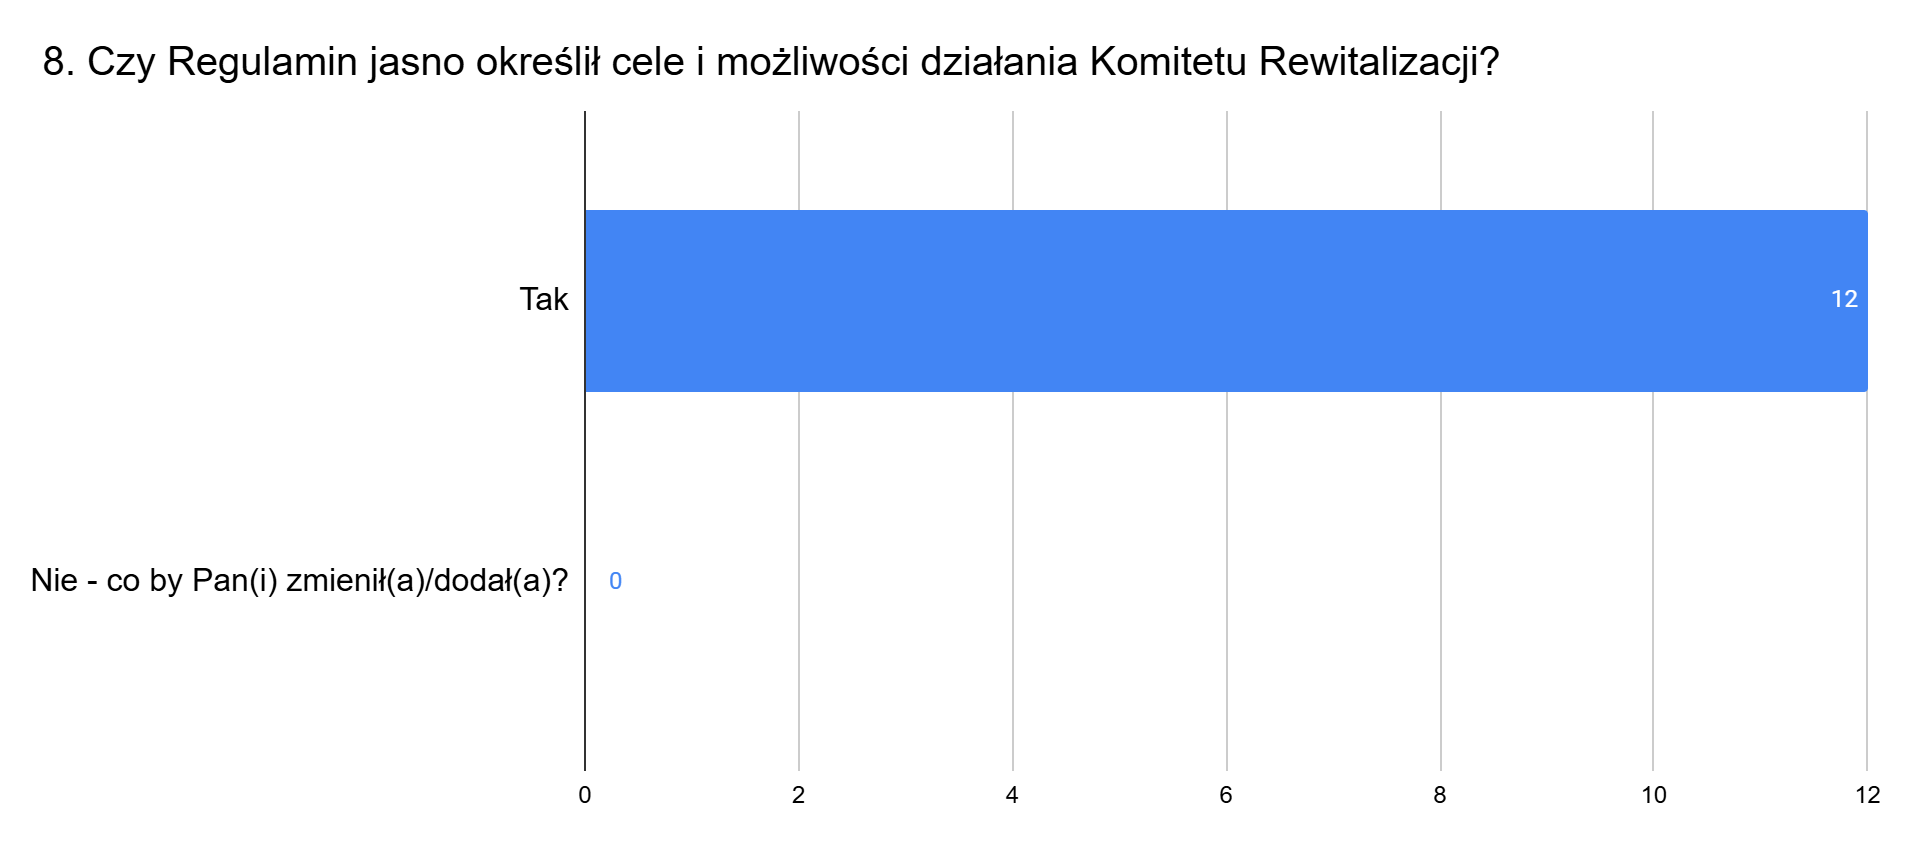 8. Czy Regulamin jasno określił cele i możliwości działania Komitetu Rewitalizacji?
Tak
12
Nie - co by Pan(i) zmienił(a)/dodał(a)?
0
0 2 4 6 8 10 12